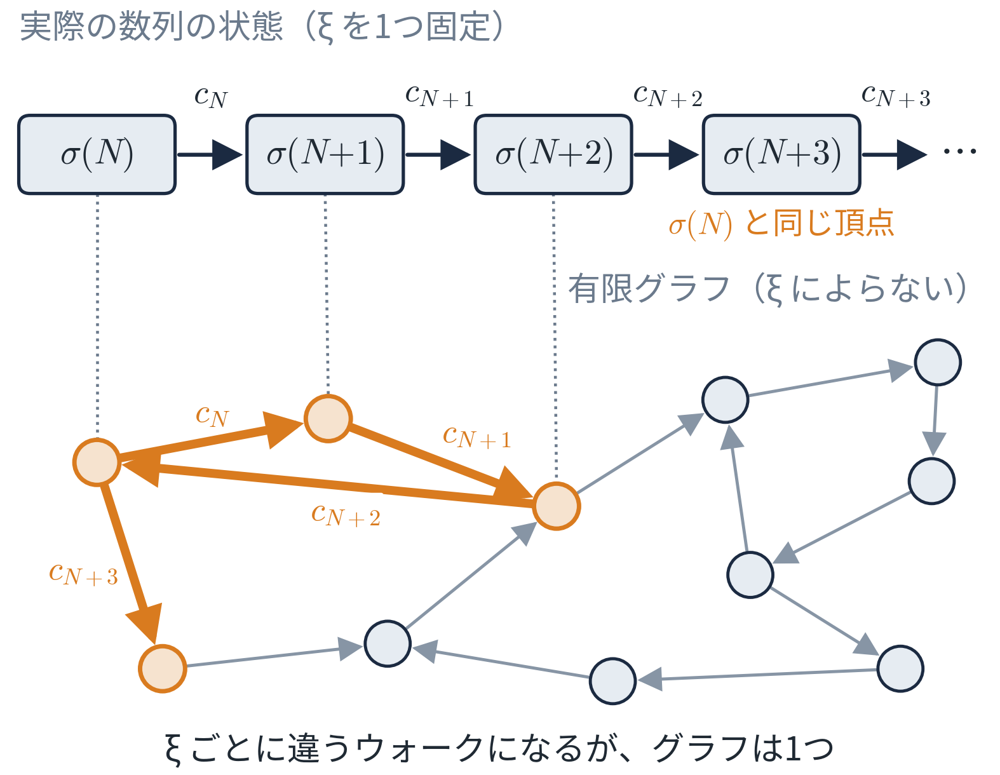 実際の数列の状態（ξ を1つ固定）
c_N c_{N+1} c_{N+2} c_{N+3}
σ(N) σ(N+1) σ(N+2) σ(N+3) …
σ(N) と同じ頂点
有限グラフ（ξ によらない）
c_N
c_{N+1}
c_{N+2}
c_{N+3}
ξ ごとに違うウォークになるが、グラフは1つ